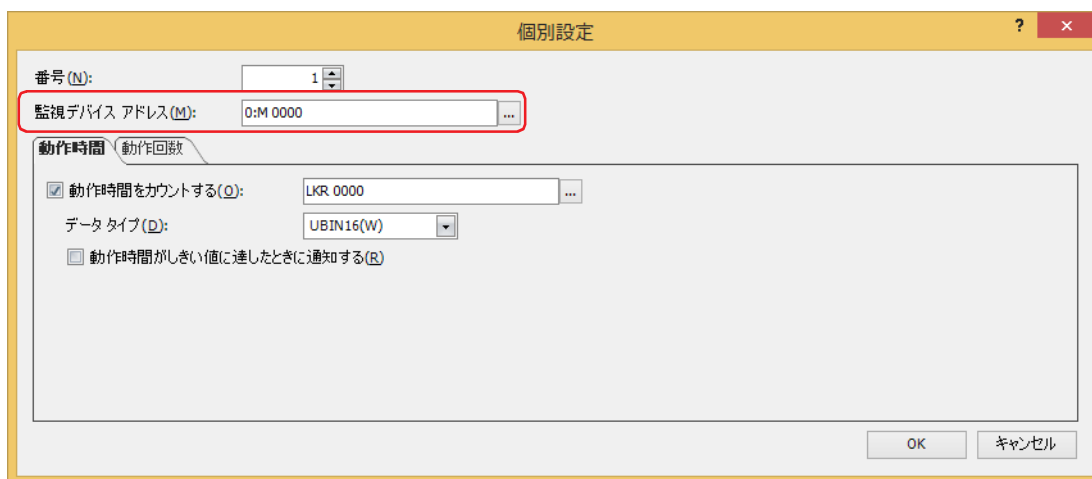 個別設定 ? ×
番号(N): 1
監視デバイス アドレス(M): 0:M 0000 ...
動作時間 動作回数
動作時間をカウントする(O): LKR 0000 ...
データ タイプ(D): UBIN16(W)
動作時間がしきい値に達したときに通知する(R)
OK キャンセル